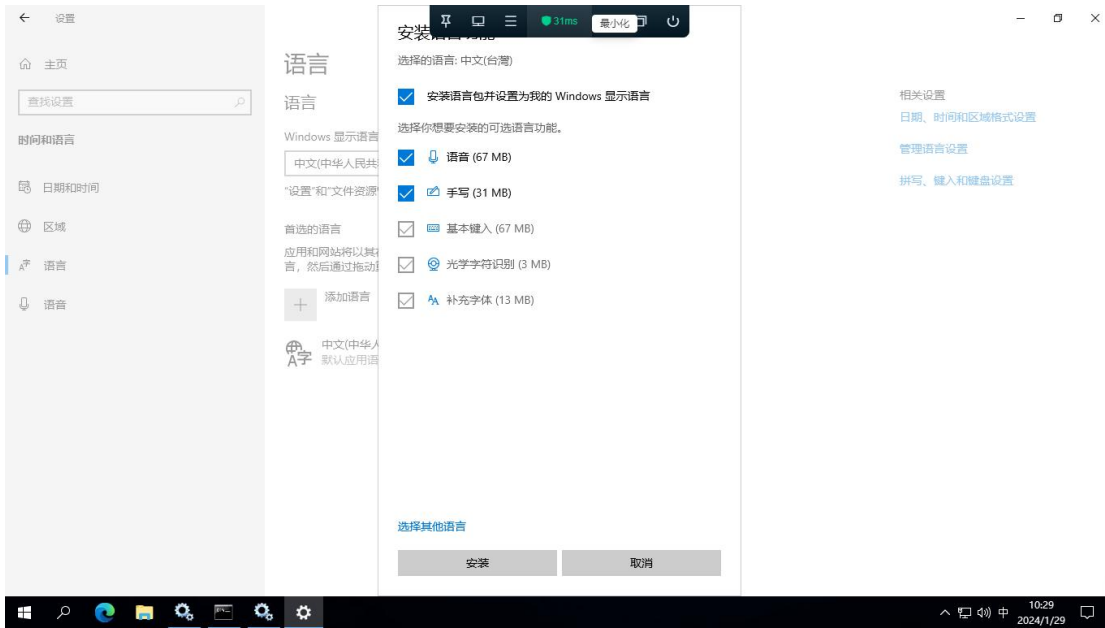 设置
主页
查找设置
时间和语言
日期和时间
区域
语言
语音
语言
语言
Windows 显示语言
中文(中华人民共
"设置"和"文件资源
首选的语言
应用和网站将以其
言，然后通过拖动
添加语言
中文(中华人
默认应用语
31ms
最小化
安装
选择的语言: 中文(台灣)
安装语言包并设置为我的 Windows 显示语言
选择你想要安装的可选语言功能。
语音 (67 MB)
手写 (31 MB)
基本键入 (67 MB)
光学字符识别 (3 MB)
补充字体 (13 MB)
选择其他语言
安装
取消
相关设置
日期、时间和区域格式设置
管理语言设置
拼写、键入和键盘设置
中
10:29
2024/1/29